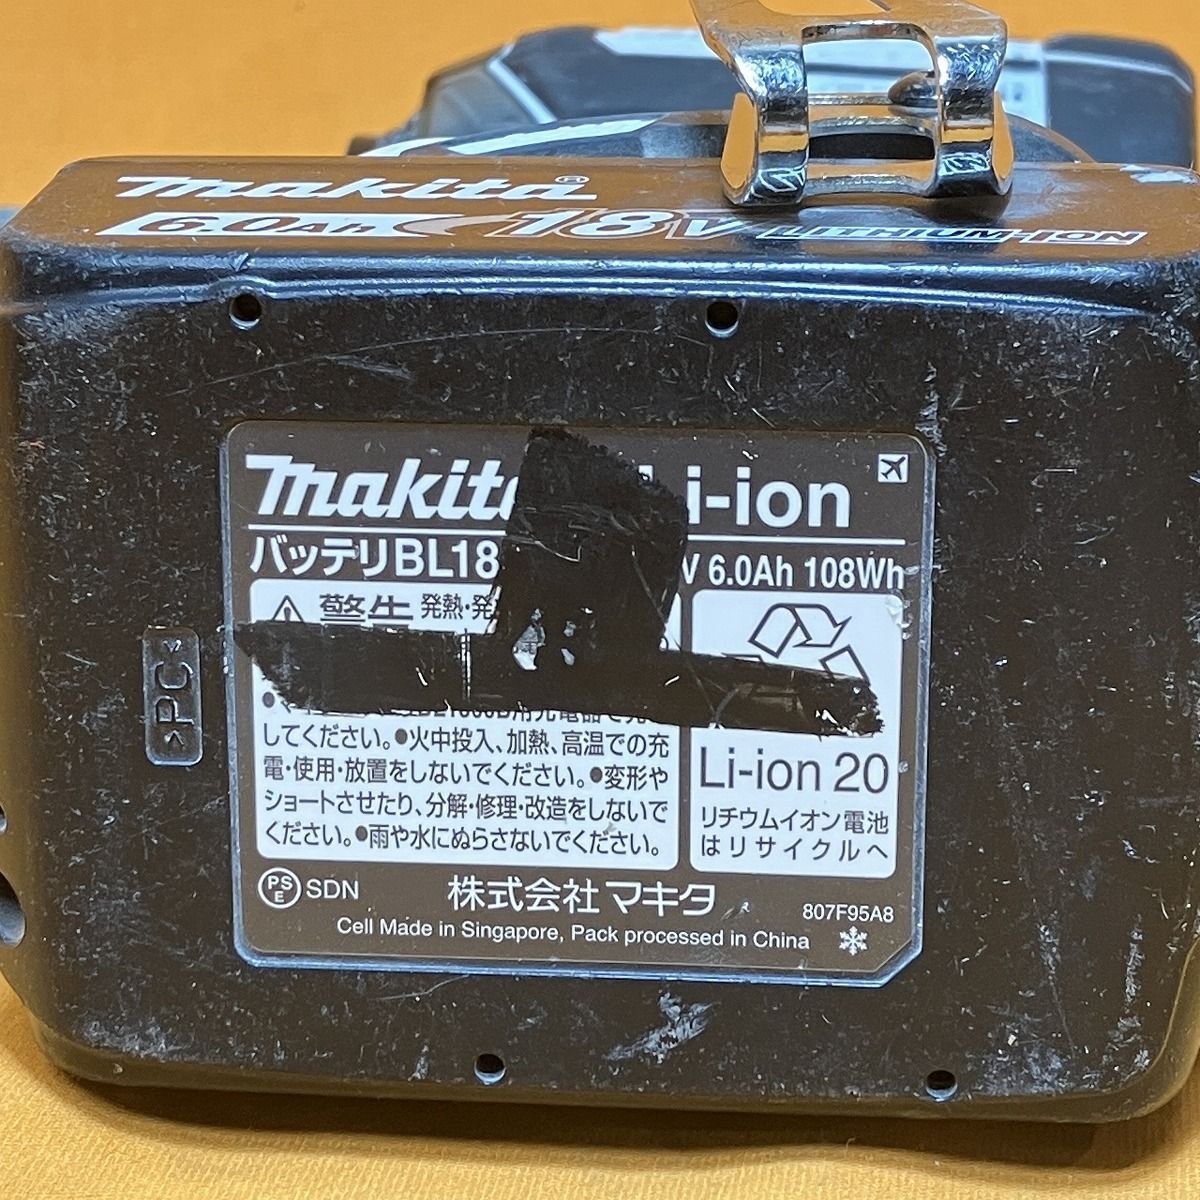 makita®
6.0Ah 18V LITHIUM-ION
makita Li-ion
バッテリBL18 V 6.0Ah 108Wh
警告 発熱・発
してください。●火中投入、加熱、高温での充
電・使用・放置をしないでください。●変形や
ショートさせたり、分解・修理・改造をしないで
ください。●雨や水にぬらさないでください。
Li-ion 20
リチウムイオン電池
はリサイクルへ
>PC<
PSE SDN 株式会社マキタ 807F95A8
Cell Made in Singapore, Pack processed in China